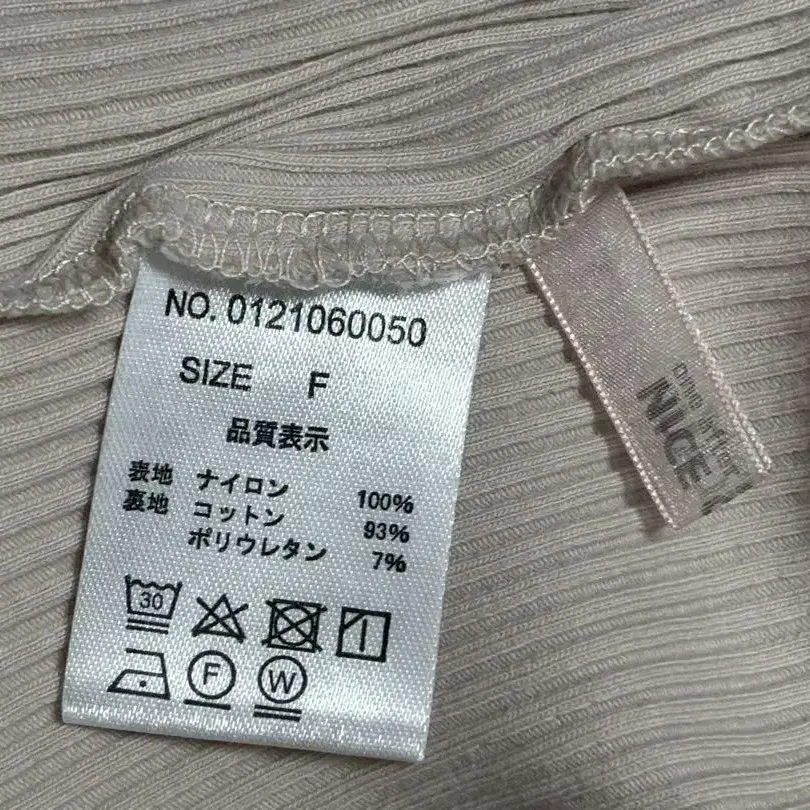 NO. 0121060050
SIZE F
品質表示
表地 ナイロン 100%
裏地 コットン 93%
ポリウレタン 7%
30
F W
NICE